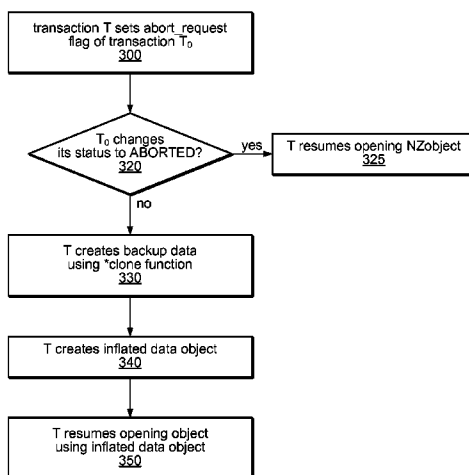 transaction T sets abort_request
flag of transaction T0
300
T0 changes
its status to ABORTED?
320
yes
T resumes opening NZobject
325
no
T creates backup data
using *clone function
330
T creates inflated data object
340
T resumes opening object
using inflated data object
350